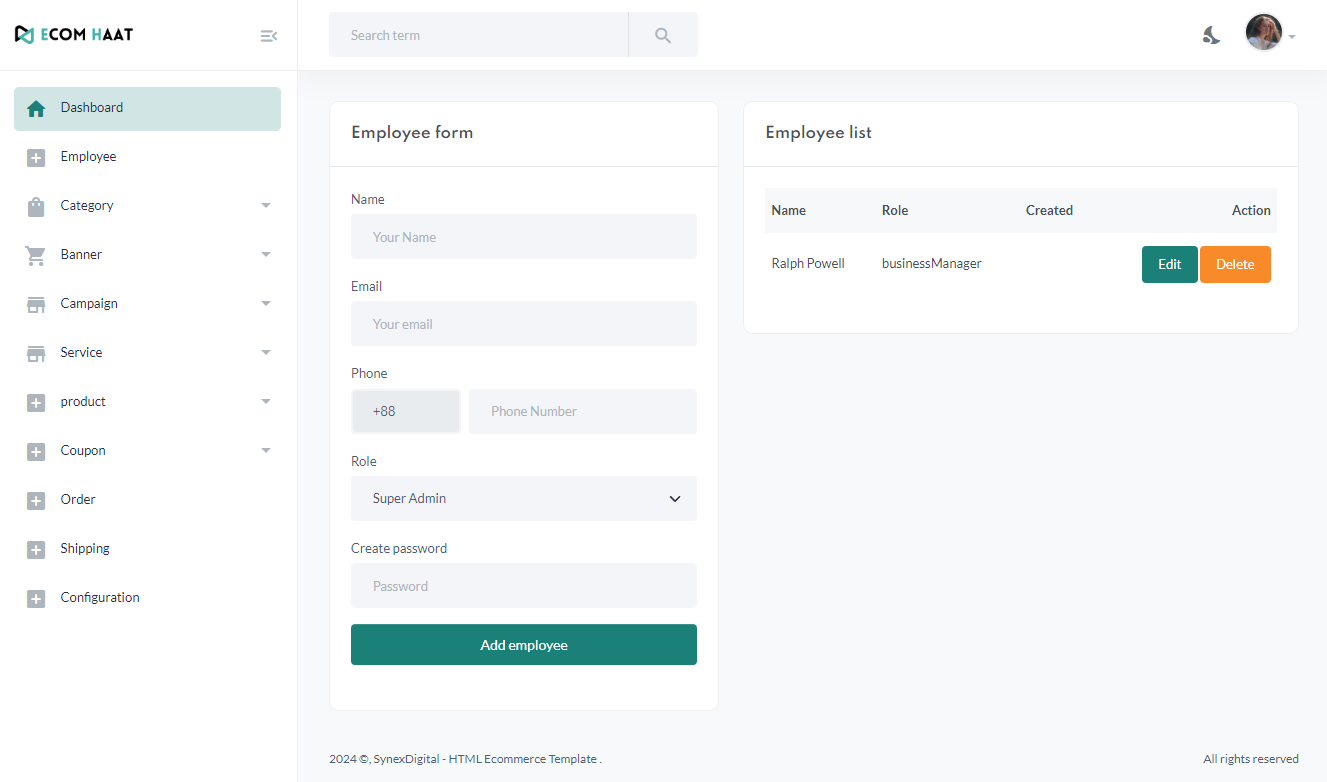 ECOM HAAT
Search term
Dashboard
Employee
Category
Banner
Campaign
Service
product
Coupon
Order
Shipping
Configuration
Employee form
Name
Your Name
Email
Your email
Phone
+88 Phone Number
Role
Super Admin
Create password
Password
Add employee
Employee list
Name Role Created Action
Ralph Powell businessManager Edit Delete
2024 ©, SynexDigital - HTML Ecommerce Template .
All rights reserved